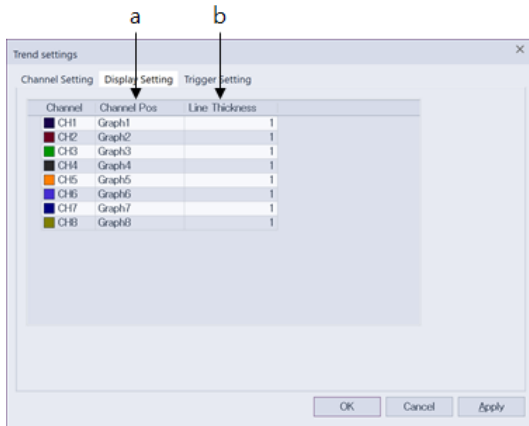 a b
Trend settings
Channel Setting Display Setting Trigger Setting
Channel Channel Pos Line Thickness
CH1 Graph1 1
CH2 Graph2 1
CH3 Graph3 1
CH4 Graph4 1
CH5 Graph5 1
CH6 Graph6 1
CH7 Graph7 1
CH8 Graph8 1
OK Cancel Apply